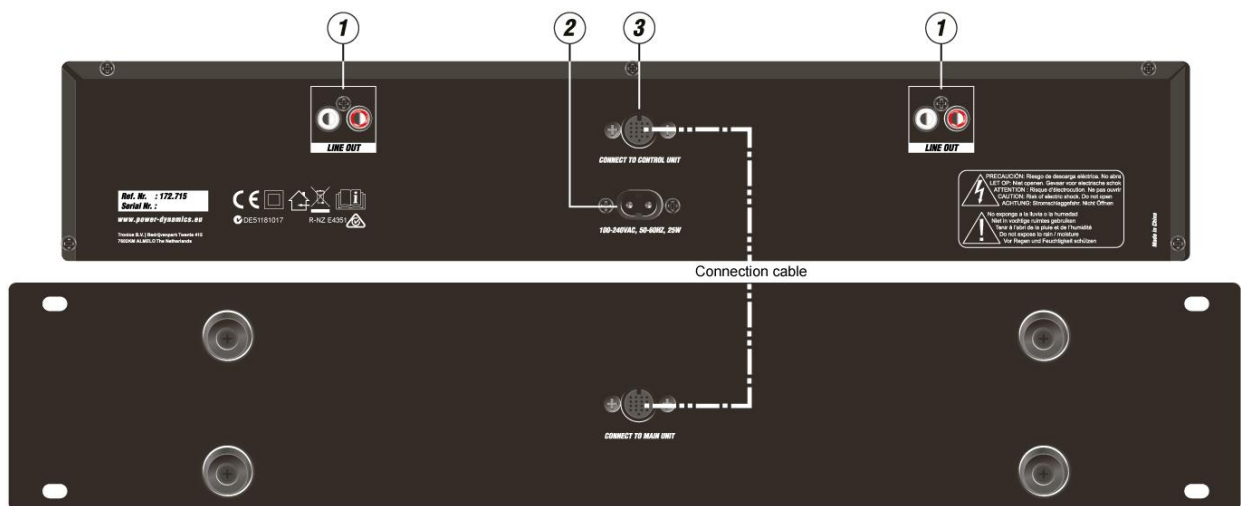 1
2
3
1
LINE OUT
CONNECT TO CONTROL UNIT
LINE OUT
Ref. Nr. : 172.715
Serial Nr. :
www.power-dynamics.eu
Tronios B.V. | Bedrijvenpark Twente 415
7602KM ALMELO The Netherlands
CE
DE51181017
R-NZ E4351
100-240VAC, 50-60HZ, 25W
PRECAUCIÓN: Riesgo de descarga eléctrica. No abra
LET OP: Niet openen. Gevaar voor electrische schok
ATTENTION : Risque d'électrocution. Ne pas ouvrir
CAUTION: Risk of electric shock. Do not open
ACHTUNG: Stromschlaggefahr. Nicht Öffnen
No exponga a la lluvia o la humedad
Niet in vochtige ruimtes gebruiken
Tenir à l'abri de la pluie et de l'humidité
Do not expose to rain / moisture
Vor Regen und Feuchtigkeit schützen
Made in China
Connection cable
CONNECT TO MAIN UNIT